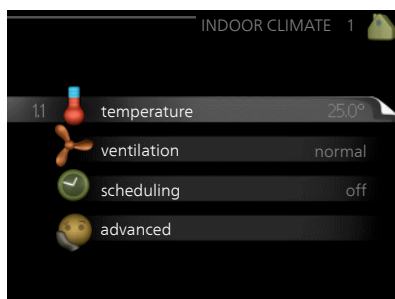 INDOOR CLIMATE 1
1.1 temperature 25.0°
ventilation normal
scheduling off
advanced